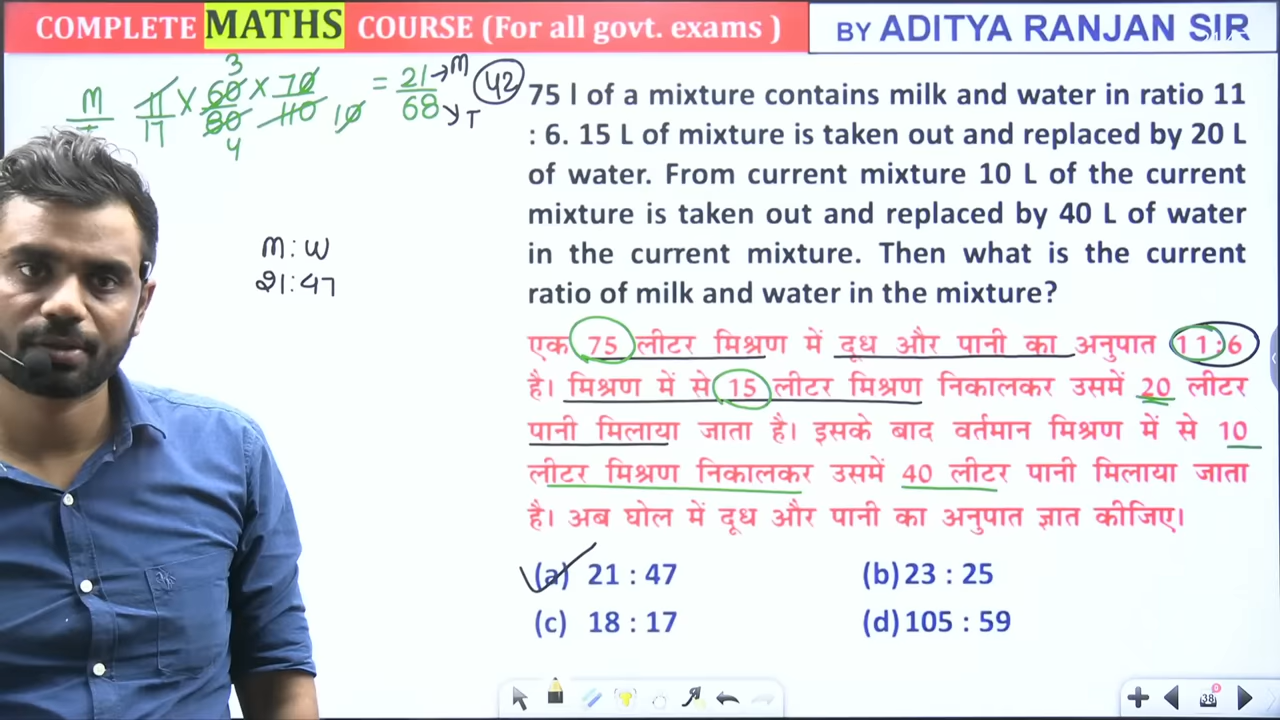 COMPLETE MATHS COURSE (For all govt. exams )
BY ADITYA RANJAN SIR
M 11/17 × 60/80 × 70/110 = 21/68 → M
3 4 10 ↘ T
M : W
21 : 47
42
75 l of a mixture contains milk and water in ratio 11
: 6. 15 L of mixture is taken out and replaced by 20 L
of water. From current mixture 10 L of the current
mixture is taken out and replaced by 40 L of water
in the current mixture. Then what is the current
ratio of milk and water in the mixture?
एक 75 लीटर मिश्रण में दूध और पानी का अनुपात 11:6
है। मिश्रण में से 15 लीटर मिश्रण निकालकर उसमें 20 लीटर
पानी मिलाया जाता है। इसके बाद वर्तमान मिश्रण में से 10
लीटर मिश्रण निकालकर उसमें 40 लीटर पानी मिलाया जाता
है। अब घोल में दूध और पानी का अनुपात ज्ञात कीजिए।
(a) 21 : 47
(b) 23 : 25
(c) 18 : 17
(d) 105 : 59
38